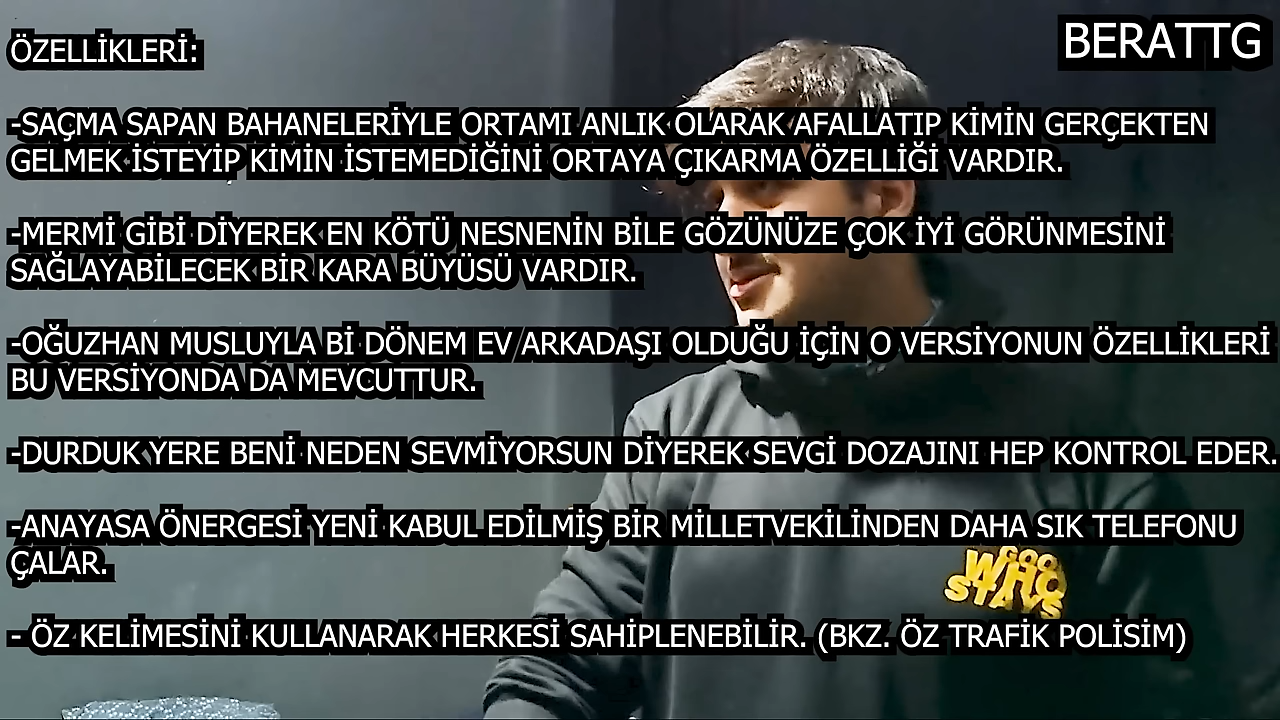 ÖZELLİKLERİ:
BERATTG
-SAÇMA SAPAN BAHANELERİYLE ORTAMI ANLIK OLARAK AFALLATIP KİMİN GERÇEKTEN
GELMEK İSTEYİP KİMİN İSTEMEDİĞİNİ ORTAYA ÇIKARMA ÖZELLİĞİ VARDIR.
-MERMİ GİBİ DİYEREK EN KÖTÜ NESNENİN BİLE GÖZÜNÜZE ÇOK İYİ GÖRÜNMESİNİ
SAĞLAYABİLECEK BİR KARA BÜYÜSÜ VARDIR.
-OĞUZHAN MUSLUYLA Bİ DÖNEM EV ARKADAŞI OLDUĞU İÇİN O VERSİYONUN ÖZELLİKLERİ
BU VERSİYONDA DA MEVCUTTUR.
-DURDUK YERE BENİ NEDEN SEVMİYORSUN DİYEREK SEVGİ DOZAJINI HEP KONTROL EDER.
-ANAYASA ÖNERGESİ YENİ KABUL EDİLMİŞ BİR MİLLETVEKİLİNDEN DAHA SIK TELEFONU
ÇALAR.
GOO
WHO
STAYS
- ÖZ KELİMESİNİ KULLANARAK HERKESİ SAHİPLENEBİLİR. (BKZ. ÖZ TRAFİK POLİSİM)